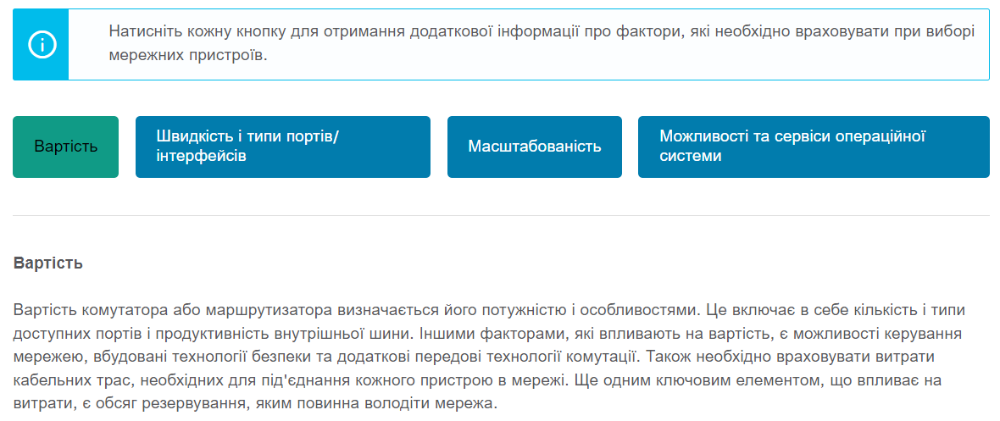 Натисніть кожну кнопку для отримання додаткової інформації про фактори, які необхідно враховувати при виборі
мережних пристроїв.
Вартість
Швидкість і типи портів/
інтерфейсів
Масштабованість
Можливості та сервіси операційної
системи
Вартість
Вартість комутатора або маршрутизатора визначається його потужністю і особливостями. Це включає в себе кількість і типи
доступних портів і продуктивність внутрішньої шини. Іншими факторами, які впливають на вартість, є можливості керування
мережею, вбудовані технології безпеки та додаткові передові технології комутації. Також необхідно враховувати витрати
кабельних трас, необхідних для під'єднання кожного пристрою в мережі. Ще одним ключовим елементом, що впливає на
витрати, є обсяг резервування, яким повинна володіти мережа.